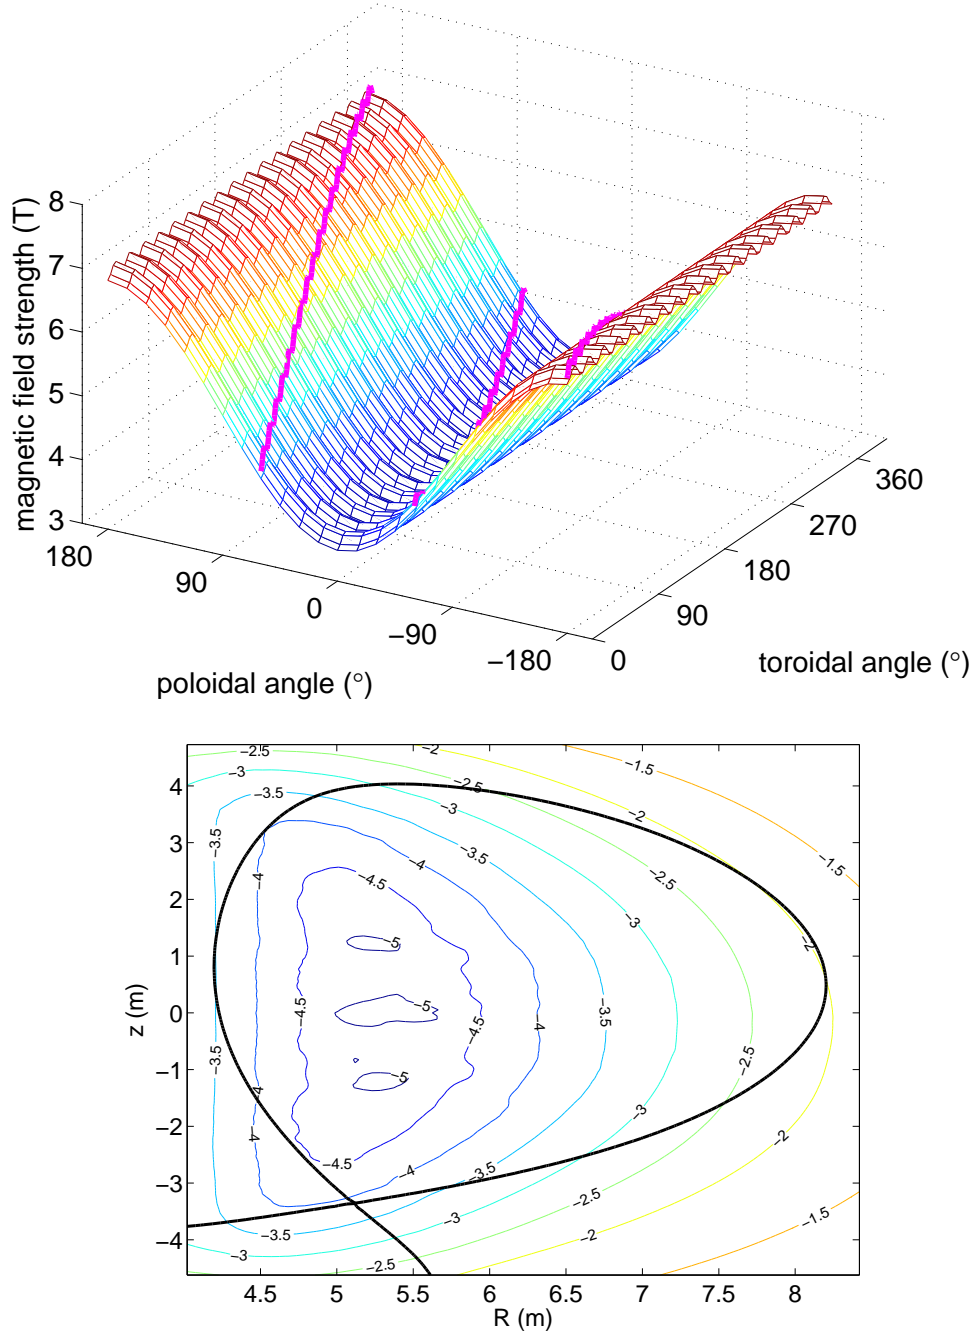 8
7
6
5
4
3
magnetic field strength (T)
180
90
0
−90
−180
poloidal angle (°)
0
90
180
270
360
toroidal angle (°)
−2.5 −2 −1.5
−3 −2.5
−3.5 −3 −2
−3.5 −4 −3.5 −1.5
−4 −4.5 −2.5
−3
−5 −2
−4.5 −5 −4.5 −4 −3.5
−3.5 −2.5
−4 −5
−4 −3 −2
−4.5 −4 −3.5
−2.5
−3.5 −3 −1.5
−3 −2.5 −2
4
3
2
1
0
−1
−2
−3
−4
z (m)
4.5 5 5.5 6 6.5 7 7.5 8
R (m)